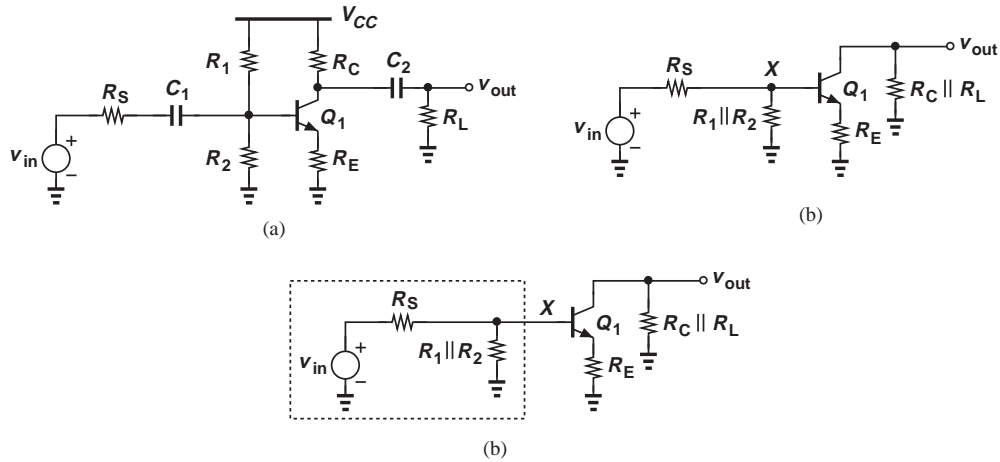 V_CC
R_1
R_C
C_2
v_out
R_S
C_1
Q_1
R_L
v_in
+
−
R_2
R_E
(a)
v_out
R_S
X
Q_1
R_C || R_L
R_1 || R_2
v_in
+
−
R_E
(b)
v_out
R_S
X
Q_1
R_C || R_L
R_1 || R_2
v_in
+
−
R_E
(b)